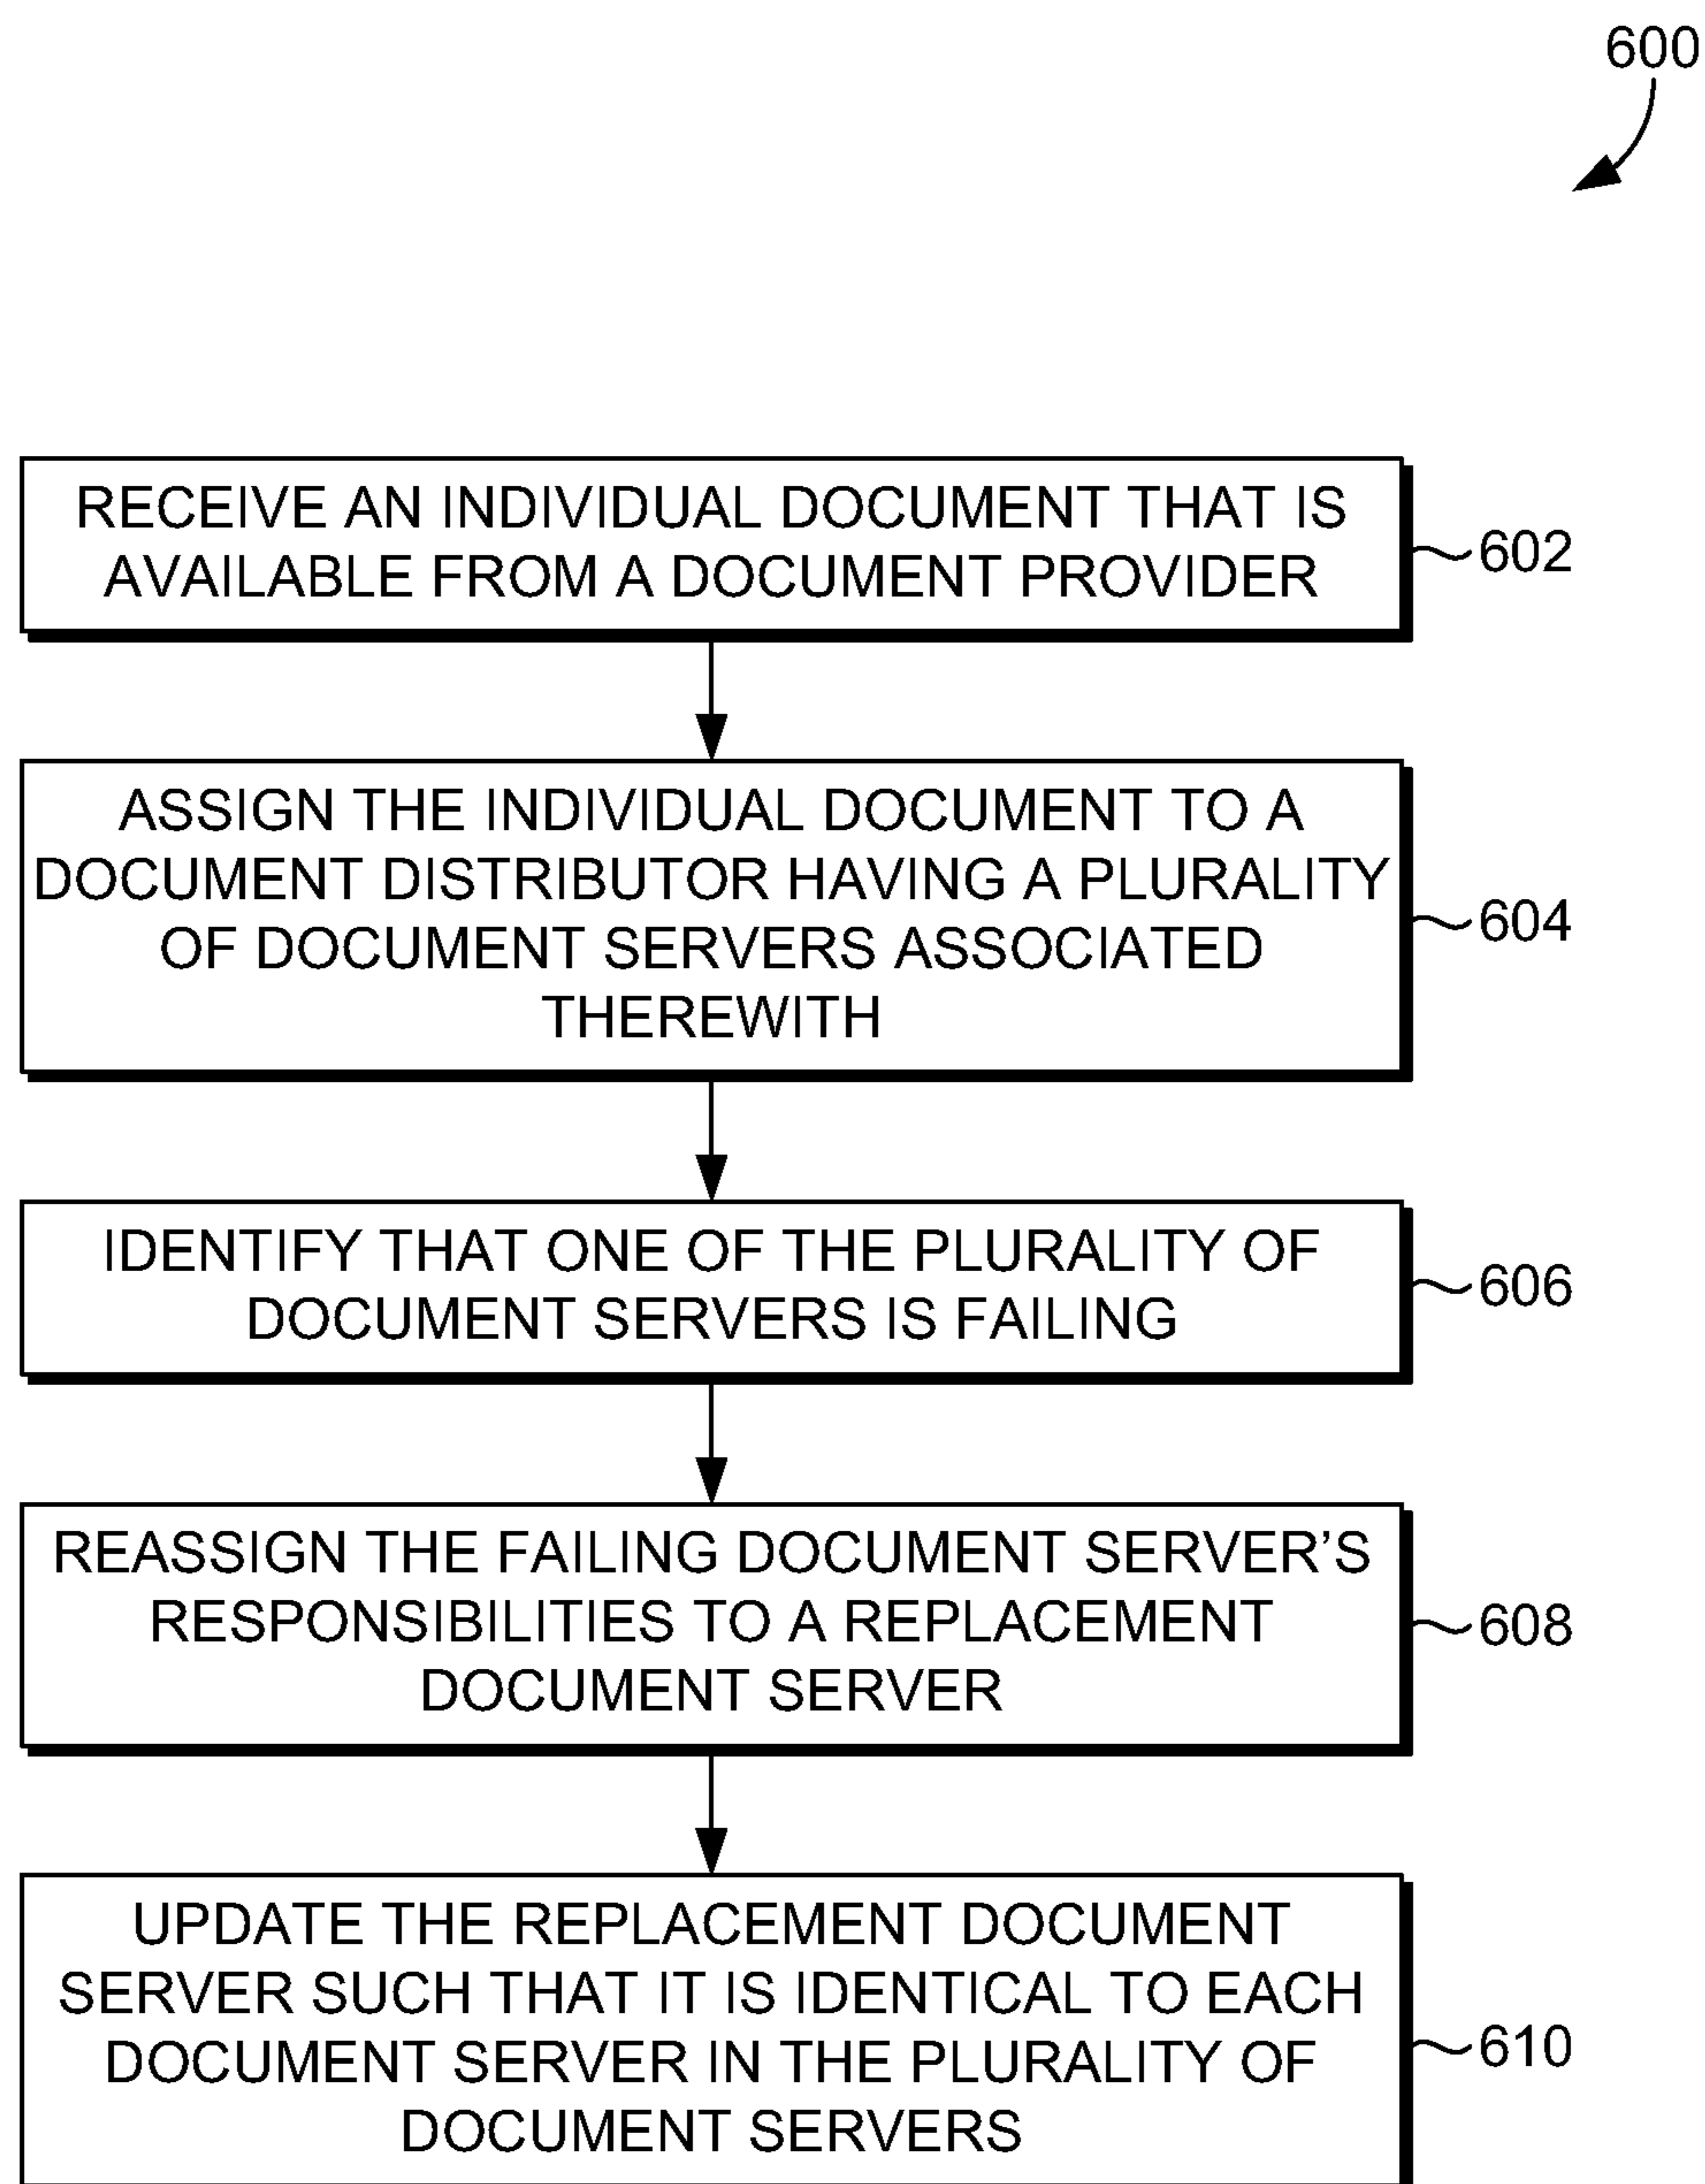 600
RECEIVE AN INDIVIDUAL DOCUMENT THAT IS
AVAILABLE FROM A DOCUMENT PROVIDER
602
ASSIGN THE INDIVIDUAL DOCUMENT TO A
DOCUMENT DISTRIBUTOR HAVING A PLURALITY
OF DOCUMENT SERVERS ASSOCIATED
THEREWITH
604
IDENTIFY THAT ONE OF THE PLURALITY OF
DOCUMENT SERVERS IS FAILING
606
REASSIGN THE FAILING DOCUMENT SERVER’S
RESPONSIBILITIES TO A REPLACEMENT
DOCUMENT SERVER
608
UPDATE THE REPLACEMENT DOCUMENT
SERVER SUCH THAT IT IS IDENTICAL TO EACH
DOCUMENT SERVER IN THE PLURALITY OF
DOCUMENT SERVERS
610